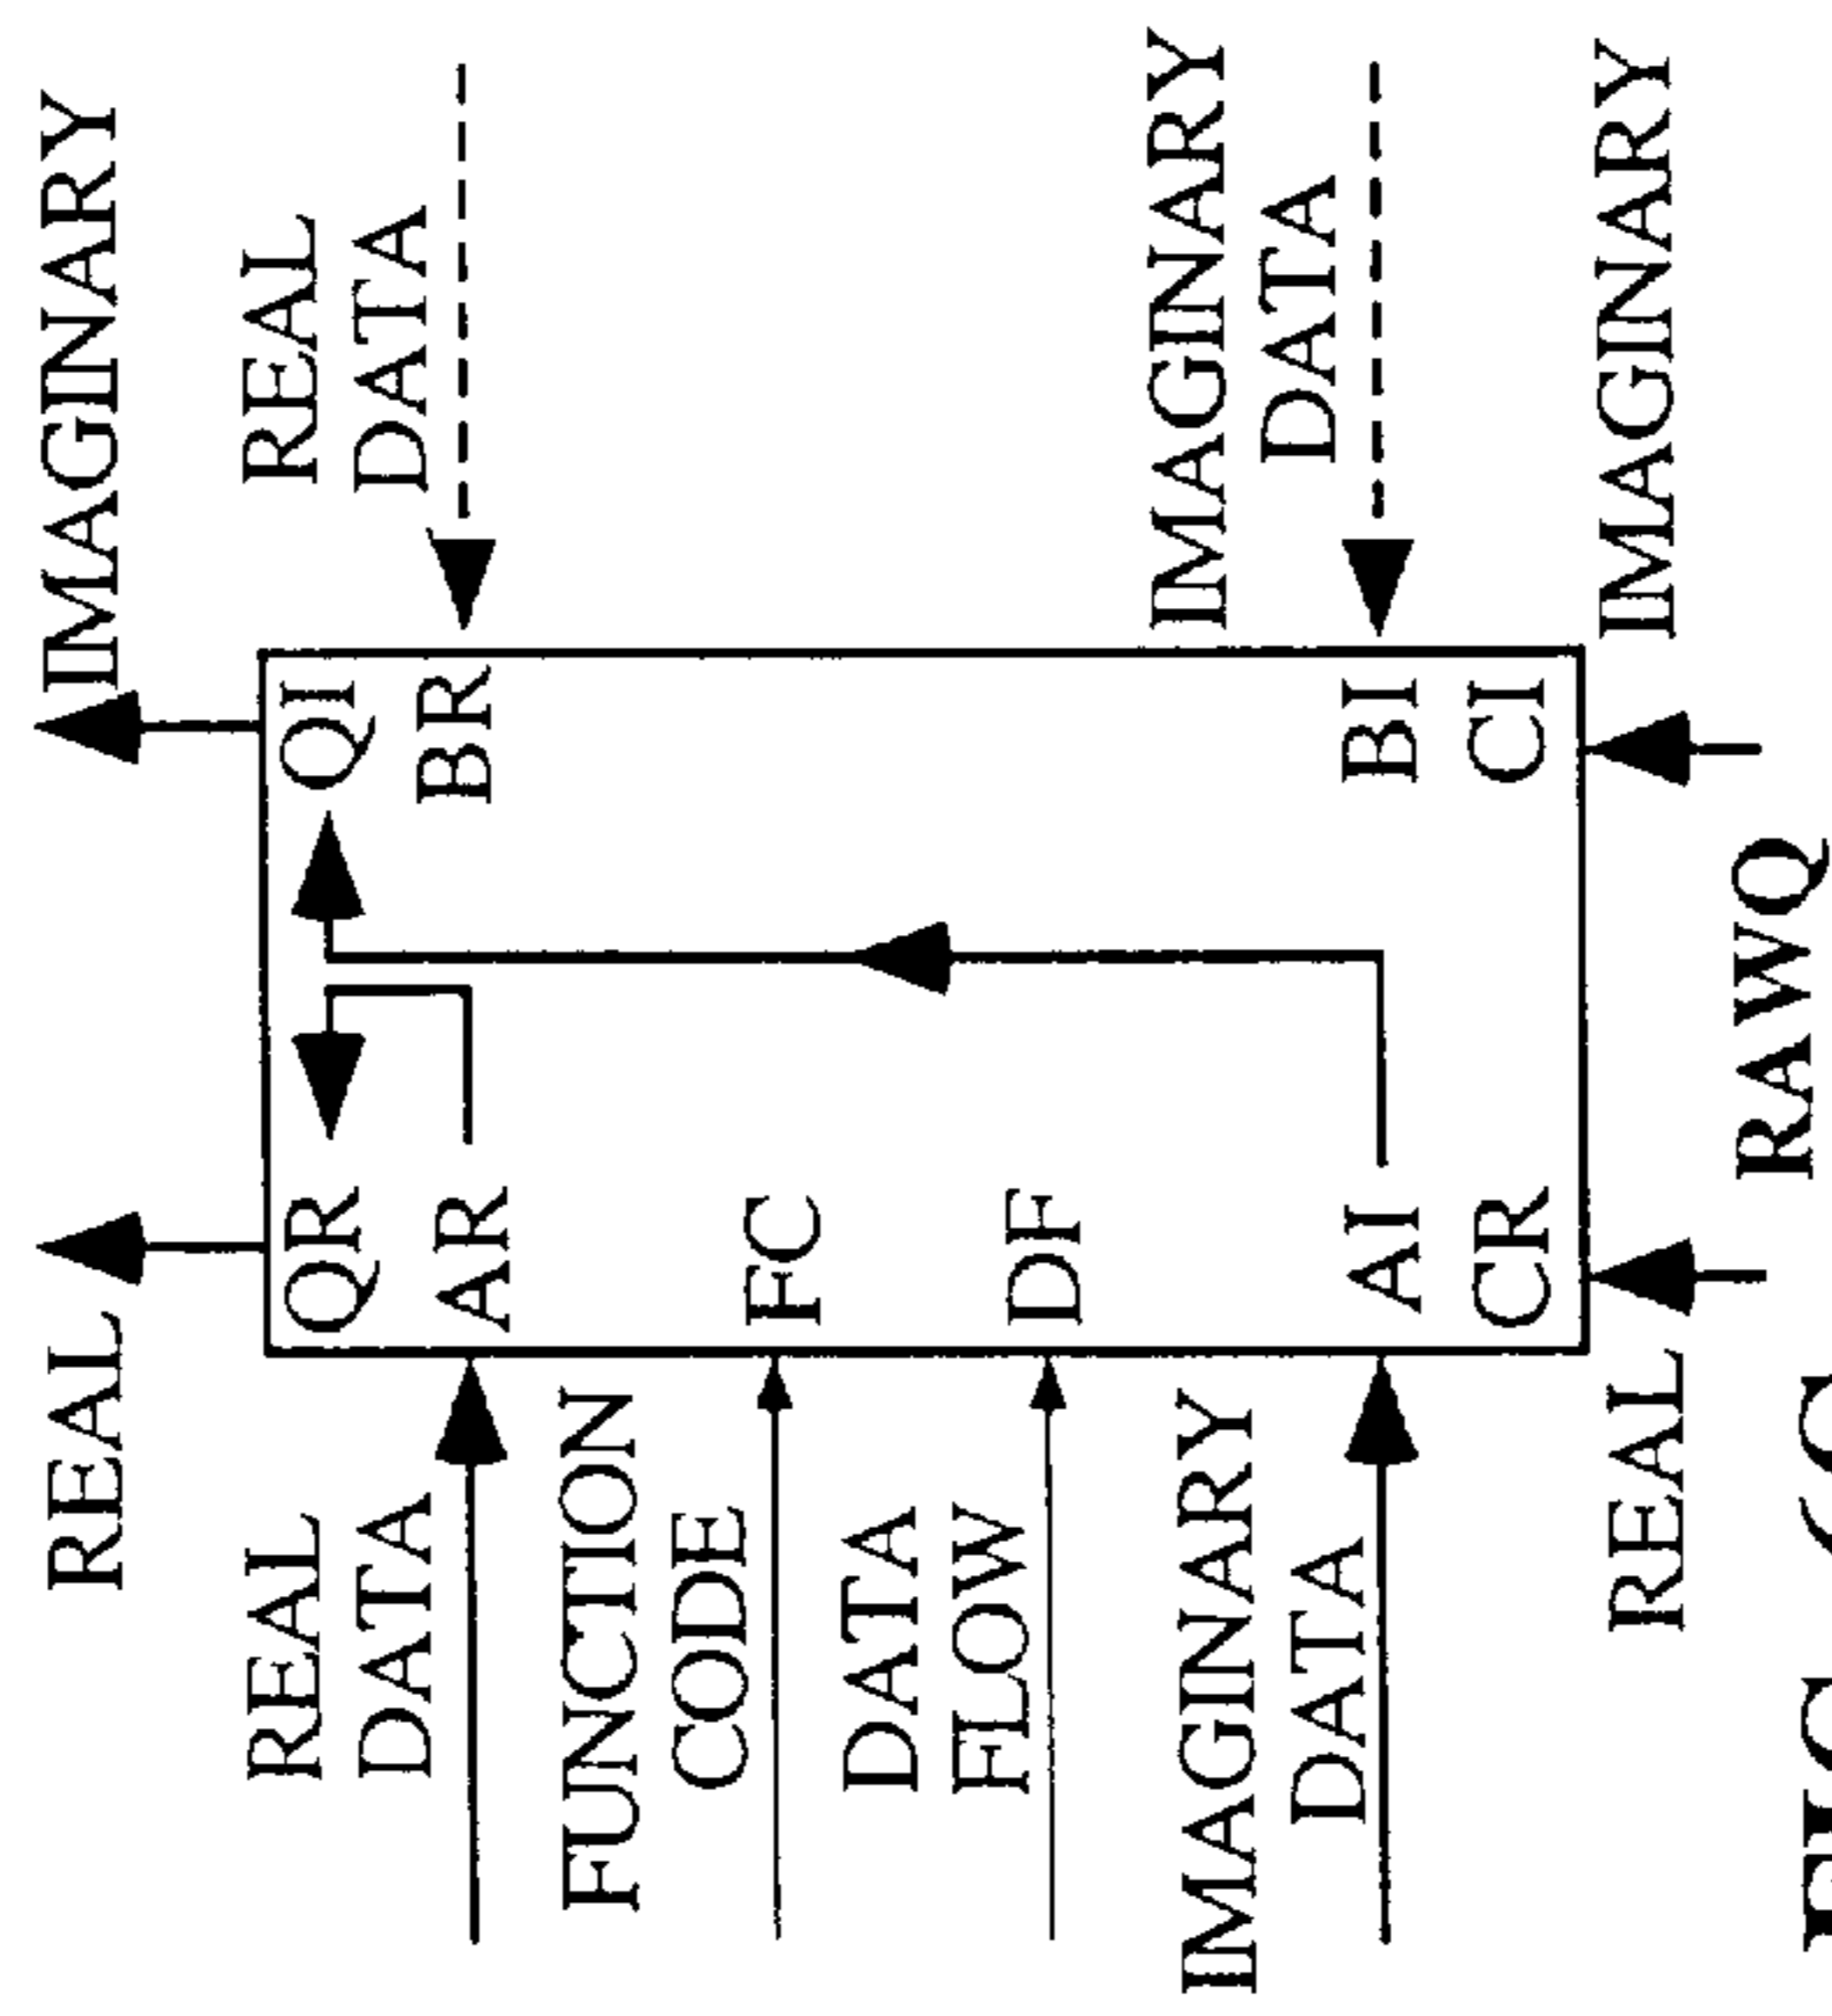 REAL IMAGINARY
REAL QR QI REAL
DATA DATA
AR BR
FUNCTION
CODE FC
DATA
FLOW DF
IMAGINARY IMAGINARY
DATA DATA
AI BI
CR CI
REAL IMAGINARY
RAWQ